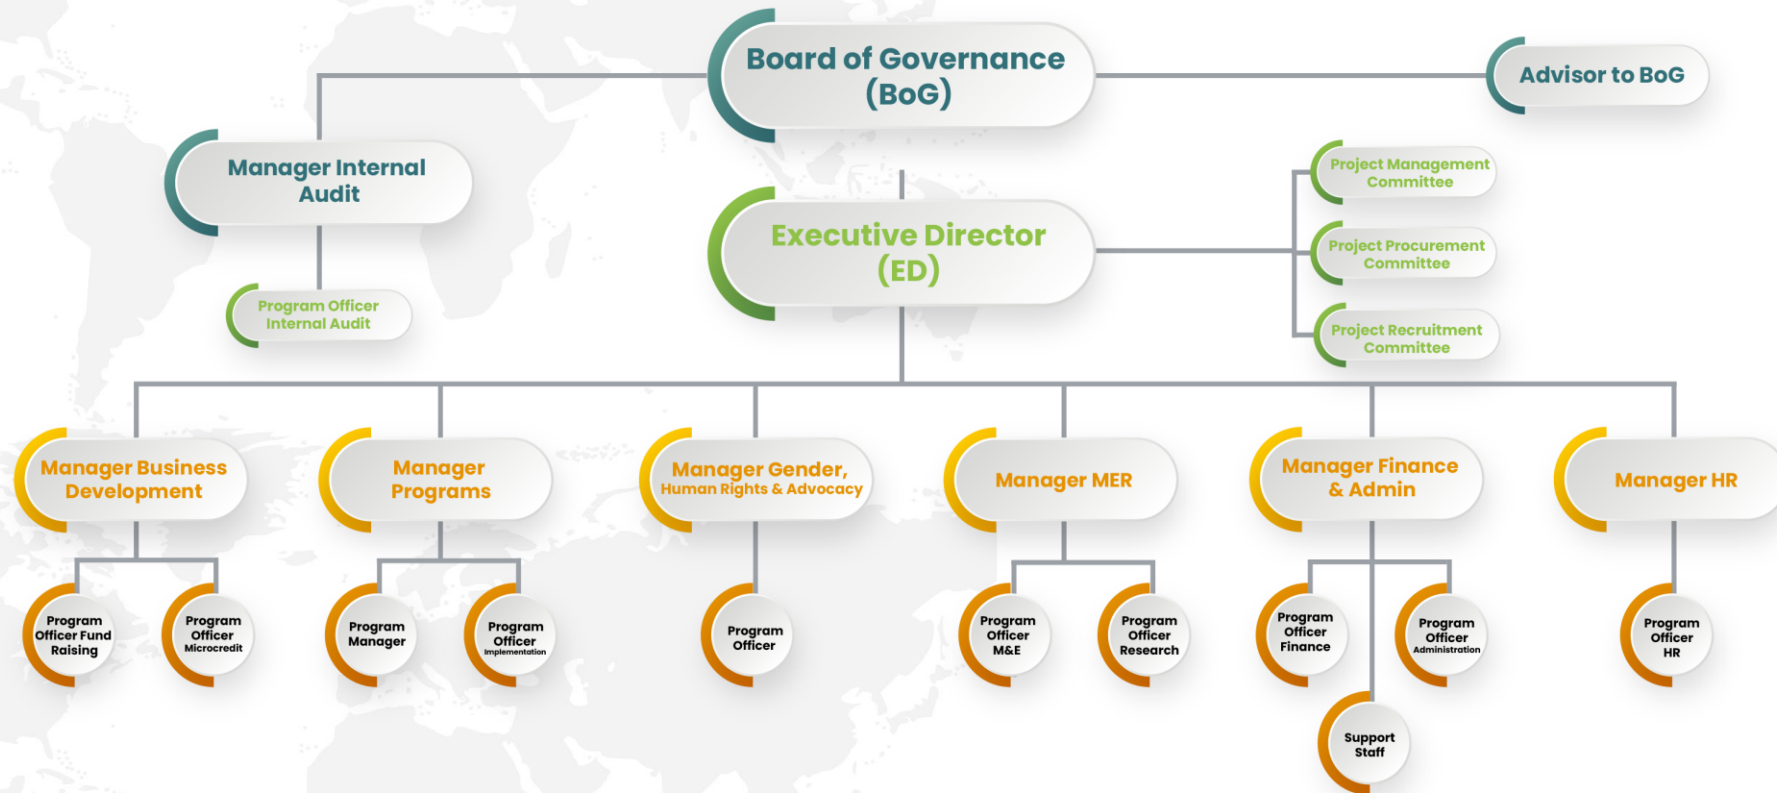 Board of Governance
(BoG)
Advisor to BoG
Manager Internal
Audit
Project Management
Committee
Executive Director
(ED)
Project Procurement
Committee
Program Officer
Internal Audit
Project Recruitment
Committee
Manager Business
Development
Manager
Programs
Manager Gender,
Human Rights & Advocacy
Manager MER
Manager Finance
& Admin
Manager HR
Program
Officer Fund
Raising
Program
Officer
Microcredit
Program
Manager
Program
Officer
Implementation
Program
Officer
Program
Officer
M&E
Program
Officer
Research
Program
Officer
Finance
Program
Officer
Administration
Program
Officer
HR
Support
Staff